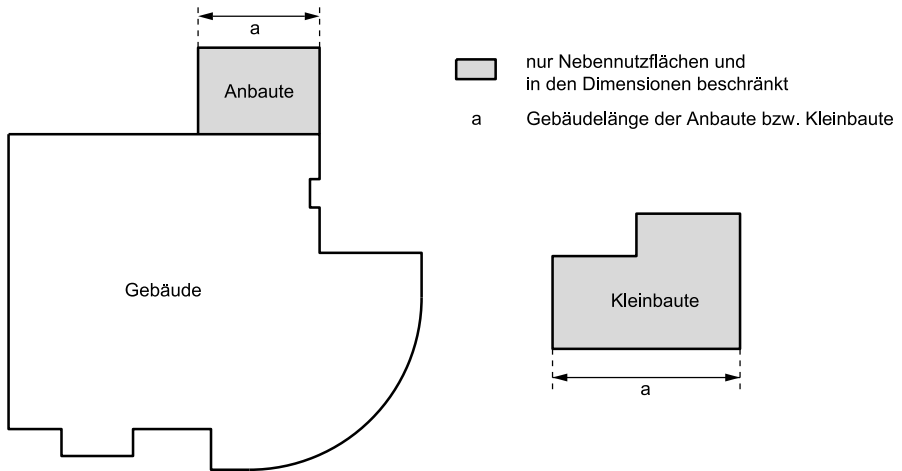 a
Anbaute
nur Nebennutzflächen und
in den Dimensionen beschränkt
a Gebäudelänge der Anbaute bzw. Kleinbaute
Gebäude
Kleinbaute
a